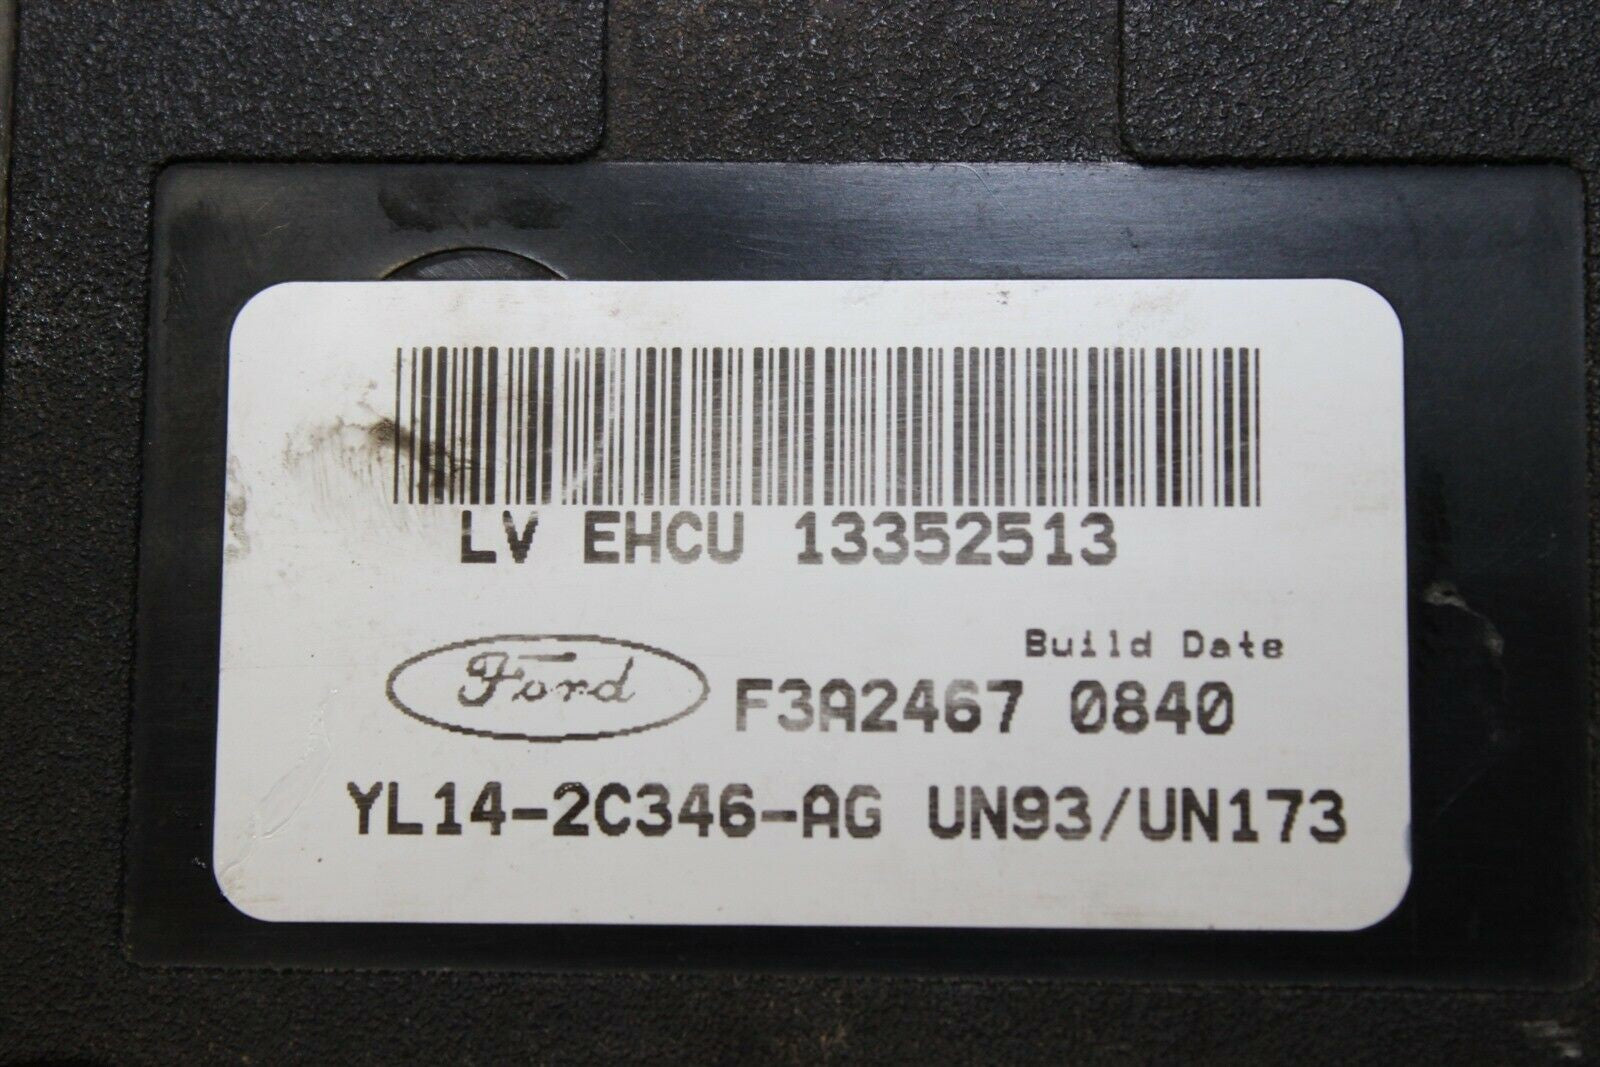 LV EHCU 13352513
Build Date
Ford F3A2467 0840
YL14-2C346-AG UN93/UN173